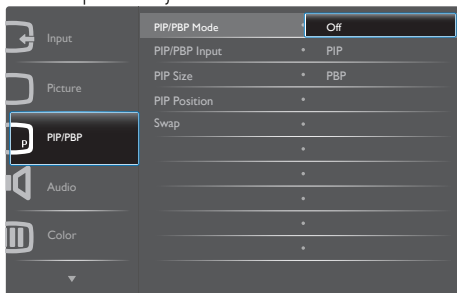 Input
Picture
P
PIP/PBP
Audio
Color
PIP/PBP Mode
PIP/PBP Input
PIP Size
PIP Position
Swap
Off
PIP
PBP